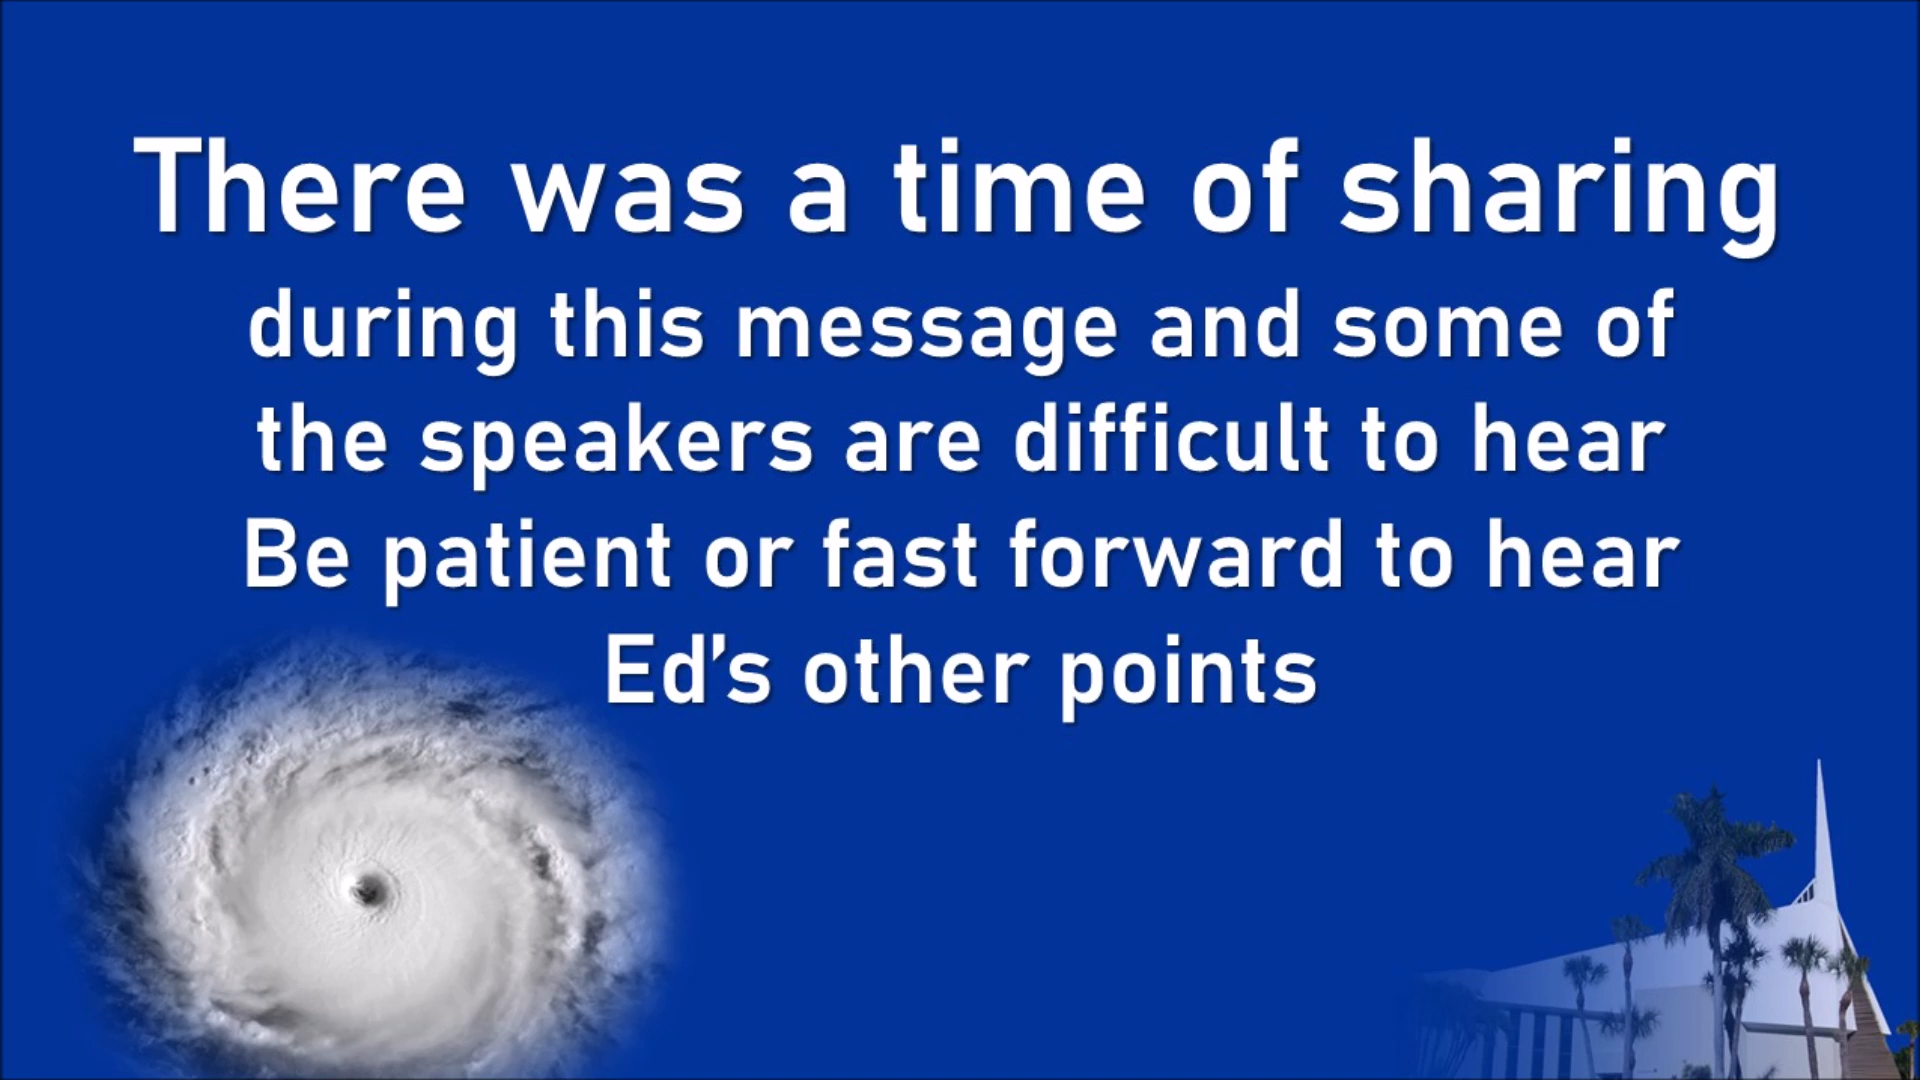 There was a time of sharing
during this message and some of
the speakers are difficult to hear
Be patient or fast forward to hear
Ed’s other points